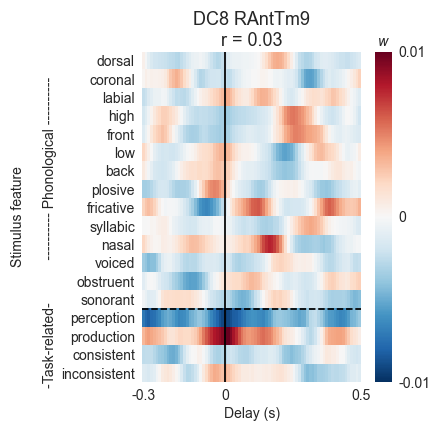 DC8 RAntTm9
r = 0.03
w
Stimulus feature
-Task-related- --------- Phonological ----------
dorsal
coronal
labial
high
front
low
back
plosive
fricative
syllabic
nasal
voiced
obstruent
sonorant
perception
production
consistent
inconsistent
0.01
0
-0.01
-0.3 0 0.5
Delay (s)